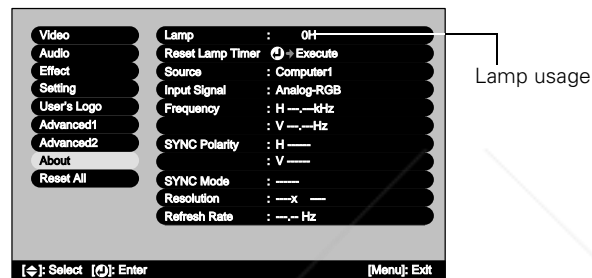 Video
Audio
Effect
Setting
User's Logo
Advanced1
Advanced2
About
Reset All
Lamp : 0H
Reset Lamp Timer Execute
Source : Computer1
Input Signal : Analog-RGB
Frequency : H ---.---kHz
: V ---.---Hz
SYNC Polarity : H ------
: V ------
SYNC Mode : ------
Resolution : ----x ----
Refresh Rate : ---.-- Hz
Lamp usage
[ ]: Select [ ]: Enter [Menu]: Exit